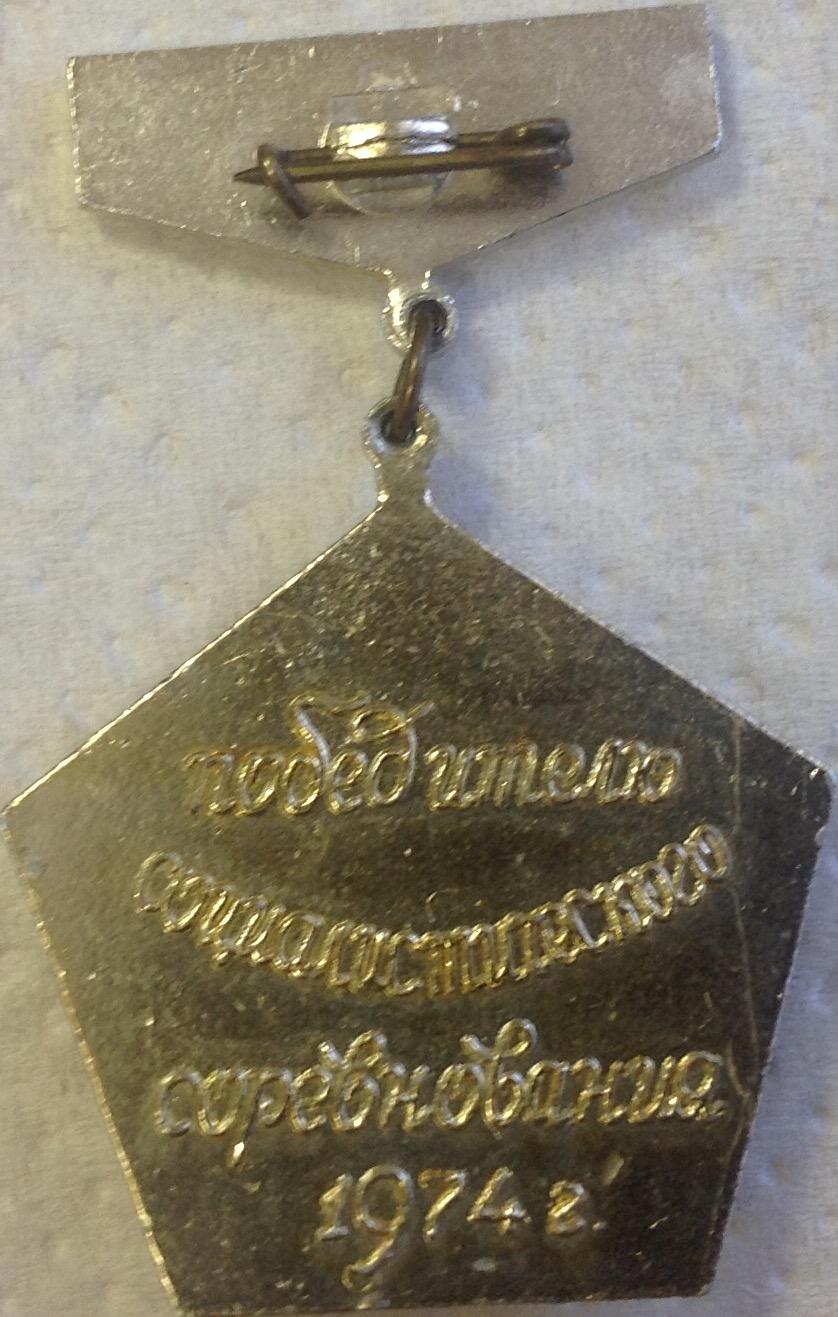 победителю
социалистического
соревнования
1974 г.